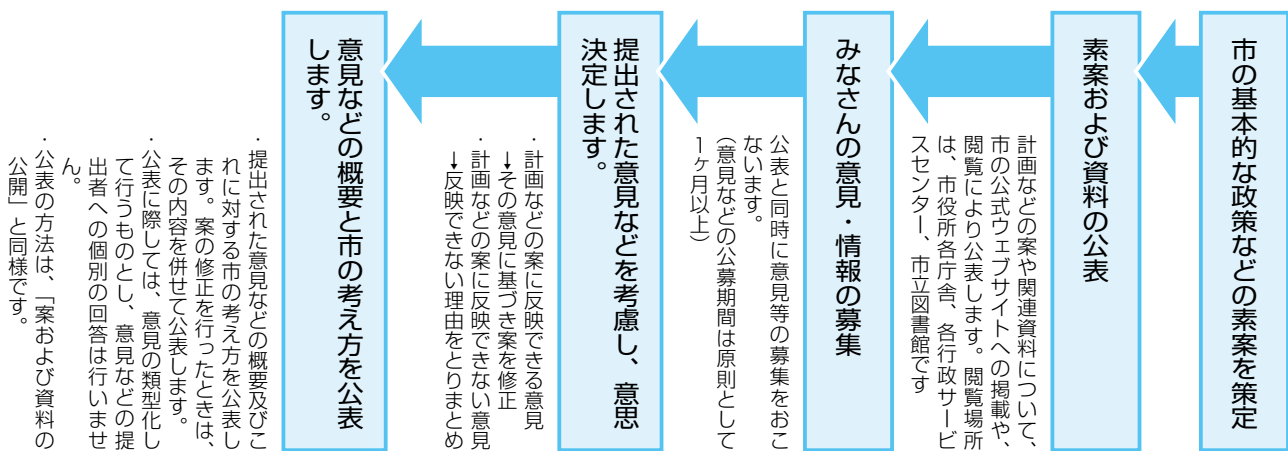 市の基本的な政策などの素案を策定
素案および資料の公表
計画などの案や関連資料について、
市の公式ウェブサイトへの掲載や、
閲覧により公表します。閲覧場所
は、市役所各庁舎、各行政サービ
スセンター、市立図書館です
みなさんの意見・情報の募集
公表と同時に意見等の募集をおこ
ないます。
(意見などの公募期間は原則として
1ヶ月以上)
提出された意見などを考慮し、意思
決定します。
・計画などの案に反映できる意見
→その意見に基づき案を修正
・計画などの案に反映できない意見
→反映できない理由をとりまとめ
意見などの概要と市の考え方を公表
します。
・提出された意見などの概要及びこ
れに対する市の考え方を公表し
ます。案の修正を行ったときは、
その内容を併せて公表します。
・公表に際しては、意見の類型化し
て行うものとし、意見などの提
出者への個別の回答は行いませ
ん。
・公表の方法は、「案および資料の
公開」と同様です。